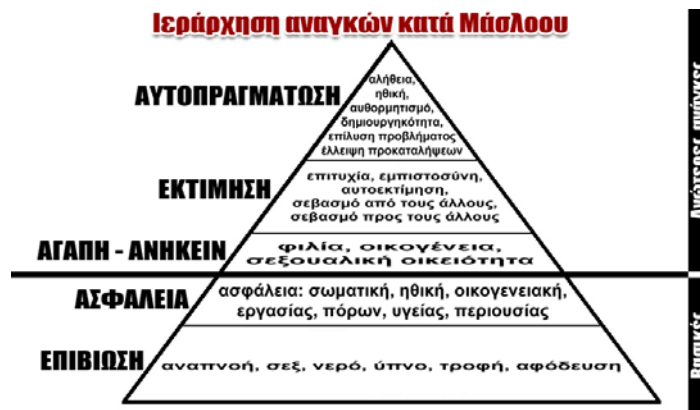 Ιεράρχηση αναγκών κατά Μάσλοου
ΑΥΤΟΠΡΑΓΜΑΤΩΣΗ
αλήθεια,
ηθική,
αυθορμητισμό,
δημιουργηκότητα,
επίλυση προβλήματος
έλλειψη προκαταλήψεων
ΕΚΤΙΜΗΣΗ
επιτυχία, εμπιστοσύνη,
αυτοεκτίμηση,
σεβασμό από τους άλλους,
σεβασμό προς τους άλλους
ΑΓΑΠΗ - ΑΝΗΚΕΙΝ
φιλία, οικογένεια,
σεξουαλική οικειότητα
ΑΣΦΑΛΕΙΑ
ασφάλεια: σωματική, ηθική, οικογενειακή,
εργασίας, πόρων, υγείας, περιουσίας
ΕΠΙΒΙΩΣΗ
αναπνοή, σεξ, νερό, ύπνο, τροφή, αφόδευση